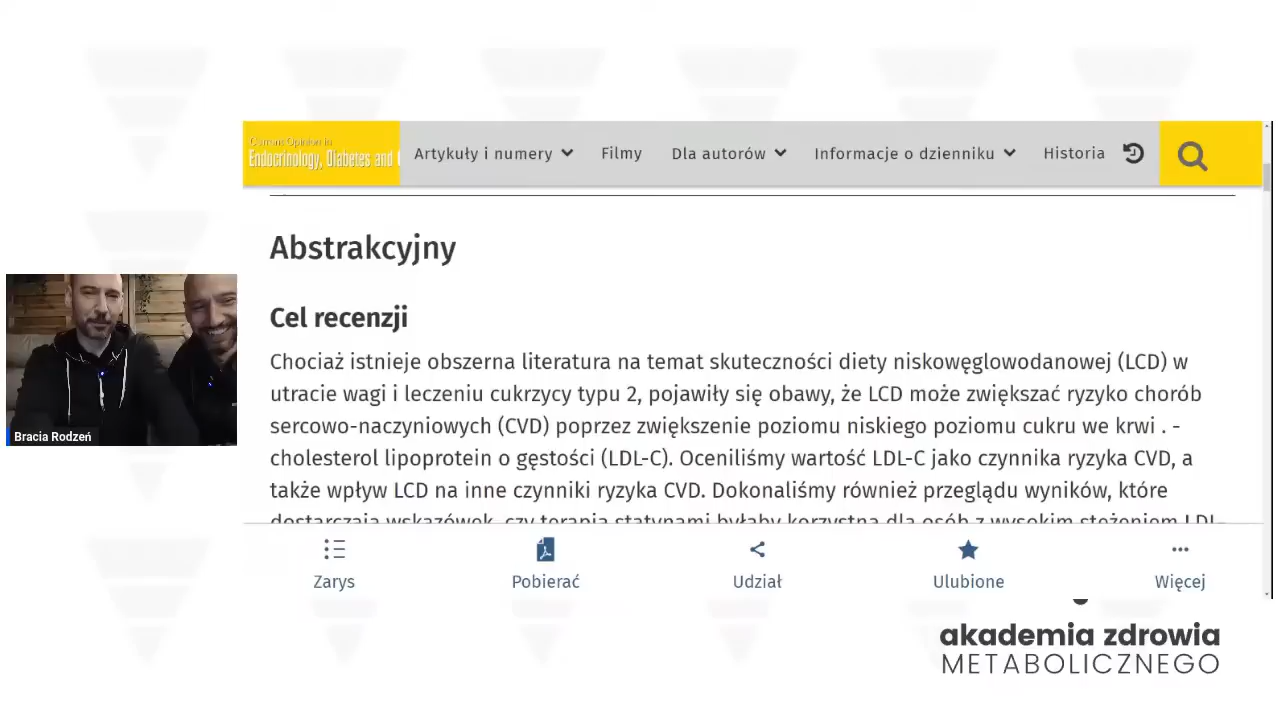 Current Opinion in
Endocrinology, Diabetes and
Artykuły i numery
Filmy
Dla autorów
Informacje o dzienniku
Historia
Abstrakcyjny
Cel recenzji
Chociaż istnieje obszerna literatura na temat skuteczności diety niskowęglowodanowej (LCD) w
utracie wagi i leczeniu cukrzycy typu 2, pojawiły się obawy, że LCD może zwiększać ryzyko chorób
sercowo-naczyniowych (CVD) poprzez zwiększenie poziomu niskiego poziomu cukru we krwi . -
cholesterol lipoprotein o gęstości (LDL-C). Oceniliśmy wartość LDL-C jako czynnika ryzyka CVD, a
także wpływ LCD na inne czynniki ryzyka CVD. Dokonaliśmy również przeglądu wyników, które
dostarczają wskazówek, czy terapia statynami byłaby korzystna dla osób z wysokim stężeniem LDL-
Bracia Rodzeń
Zarys
Pobierać
Udział
Ulubione
Więcej
akademia zdrowia
METABOLICZNEGO